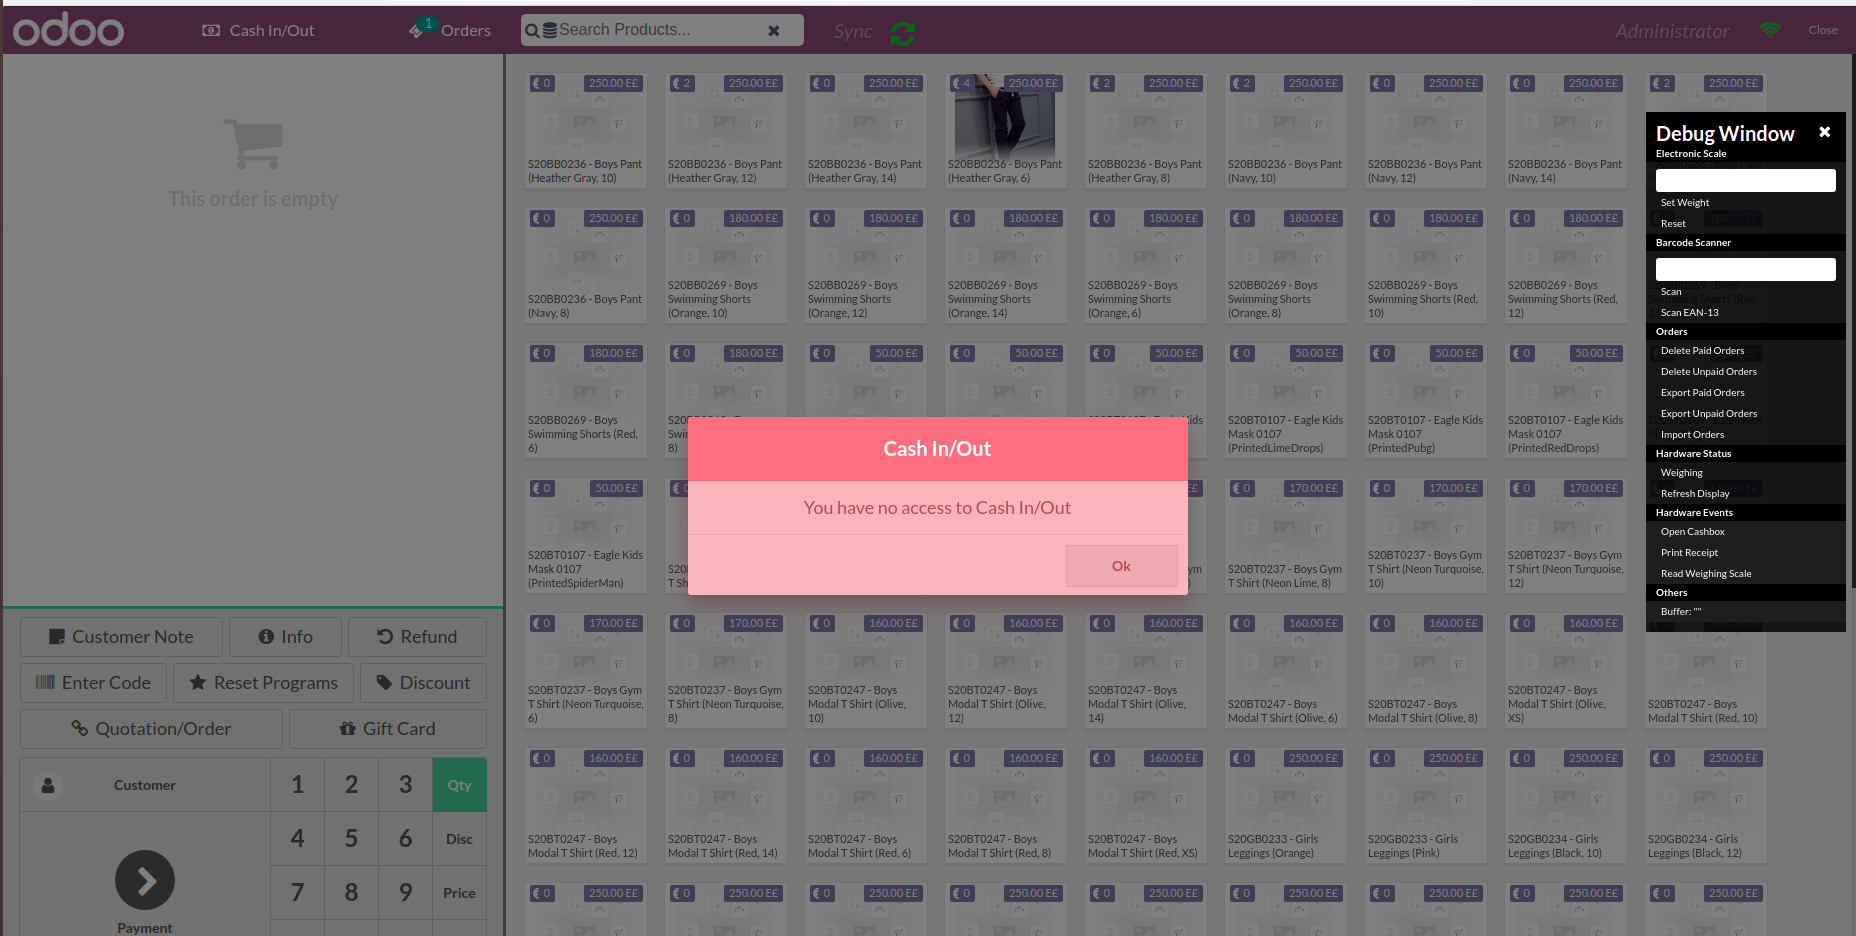 odoo
Cash In/Out
1
Orders
Search Products...
Sync
Administrator
Close
This order is empty
0 250.00 E£
S20BB0236 - Boys Pant
(Heather Gray, 10)
2 250.00 E£
S20BB0236 - Boys Pant
(Heather Gray, 12)
0 250.00 E£
S20BB0236 - Boys Pant
(Heather Gray, 14)
4 250.00 E£
S20BB0236 - Boys Pant
(Heather Gray, 6)
2 250.00 E£
S20BB0236 - Boys Pant
(Heather Gray, 8)
2 250.00 E£
S20BB0236 - Boys Pant
(Navy, 10)
0 250.00 E£
S20BB0236 - Boys Pant
(Navy, 12)
0 250.00 E£
S20BB0236 - Boys Pant
(Navy, 14)
2 250.00 E£
0 250.00 E£
S20BB0236 - Boys Pant
(Navy, 8)
0 180.00 E£
S20BB0269 - Boys
Swimming Shorts
(Orange, 10)
0 180.00 E£
S20BB0269 - Boys
Swimming Shorts
(Orange, 12)
0 180.00 E£
S20BB0269 - Boys
Swimming Shorts
(Orange, 14)
0 180.00 E£
S20BB0269 - Boys
Swimming Shorts
(Orange, 6)
0 180.00 E£
S20BB0269 - Boys
Swimming Shorts
(Orange, 8)
0 180.00 E£
S20BB0269 - Boys
Swimming Shorts (Red,
10)
0 180.00 E£
S20BB0269 - Boys
Swimming Shorts (Red,
12)
0 180.00 E£
S20BB0269 - Boys
Swimming Shorts (Red,
6)
0 180.00 E£
8)
0 50.00 E£
0 50.00 E£
0 50.00 E£
0 50.00 E£
S20BT0107 - Eagle Kids
Mask 0107
(PrintedLimeDrops)
0 50.00 E£
S20BT0107 - Eagle Kids
Mask 0107
(PrintedPubg)
0 50.00 E£
S20BT0107 - Eagle Kids
Mask 0107
(PrintedRedDrops)
0 50.00 E£
S20BT0107 - Eagle Kids
Mask 0107
(PrintedSpiderMan)
0 170.00 E£
S20BT0237 - Boys Gym
T Shirt (Neon Lime, 8)
0 170.00 E£
S20BT0237 - Boys Gym
T Shirt (Neon Turquoise,
10)
0 170.00 E£
S20BT0237 - Boys Gym
T Shirt (Neon Turquoise,
12)
0 170.00 E£
S20BT0237 - Boys Gym
T Shirt (Neon Turquoise,
6)
0 170.00 E£
S20BT0237 - Boys Gym
T Shirt (Neon Turquoise,
8)
0 160.00 E£
S20BT0247 - Boys
Modal T Shirt (Olive,
10)
0 160.00 E£
S20BT0247 - Boys
Modal T Shirt (Olive,
12)
0 160.00 E£
S20BT0247 - Boys
Modal T Shirt (Olive,
14)
0 160.00 E£
S20BT0247 - Boys
Modal T Shirt (Olive, 6)
0 160.00 E£
S20BT0247 - Boys
Modal T Shirt (Olive, 8)
0 160.00 E£
S20BT0247 - Boys
Modal T Shirt (Olive,
XS)
0 160.00 E£
S20BT0247 - Boys
Modal T Shirt (Red, 10)
0 160.00 E£
S20BT0247 - Boys
Modal T Shirt (Red, 12)
0 160.00 E£
S20BT0247 - Boys
Modal T Shirt (Red, 14)
0 160.00 E£
S20BT0247 - Boys
Modal T Shirt (Red, 6)
0 160.00 E£
S20BT0247 - Boys
Modal T Shirt (Red, 8)
0 160.00 E£
S20BT0247 - Boys
Modal T Shirt (Red, XS)
0 250.00 E£
S20GB0233 - Girls
Leggings (Orange)
0 250.00 E£
S20GB0233 - Girls
Leggings (Pink)
0 250.00 E£
S20GB0234 - Girls
Leggings (Black, 10)
0 250.00 E£
S20GB0234 - Girls
Leggings (Black, 12)
0 250.00 E£
0 250.00 E£
0 250.00 E£
0 250.00 E£
0 250.00 E£
0 250.00 E£
0 250.00 E£
0 250.00 E£
0 250.00 E£
Cash In/Out
You have no access to Cash In/Out
Ok
Debug Window
Electronic Scale
Set Weight
Reset
Barcode Scanner
Scan
Scan EAN-13
Orders
Delete Paid Orders
Delete Unpaid Orders
Export Paid Orders
Export Unpaid Orders
Import Orders
Hardware Status
Weighing
Refresh Display
Hardware Events
Open Cashbox
Print Receipt
Read Weighing Scale
Others
Buffer: ""
Customer Note
Info
Refund
Enter Code
Reset Programs
Discount
Quotation/Order
Gift Card
Customer
1 2 3 Qty
4 5 6 Disc
7 8 9 Price
Payment